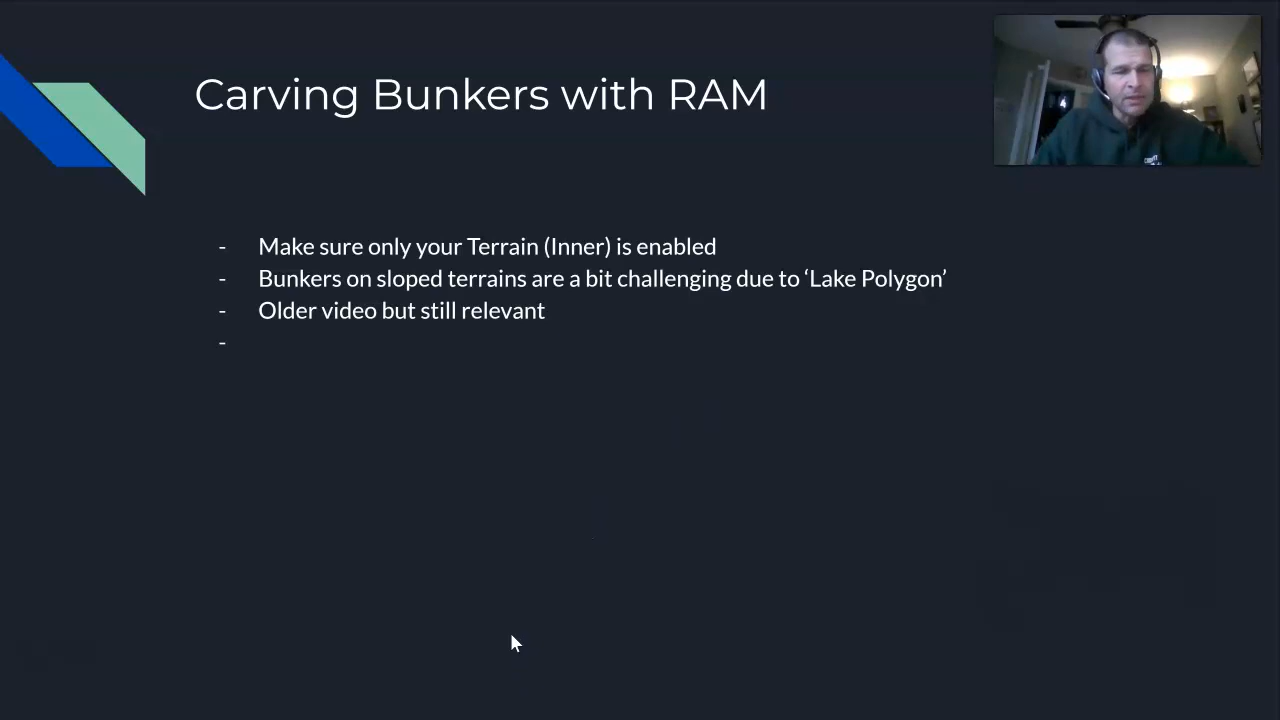 Carving Bunkers with RAM
- Make sure only your Terrain (Inner) is enabled
- Bunkers on sloped terrains are a bit challenging due to ‘Lake Polygon’
- Older video but still relevant
-